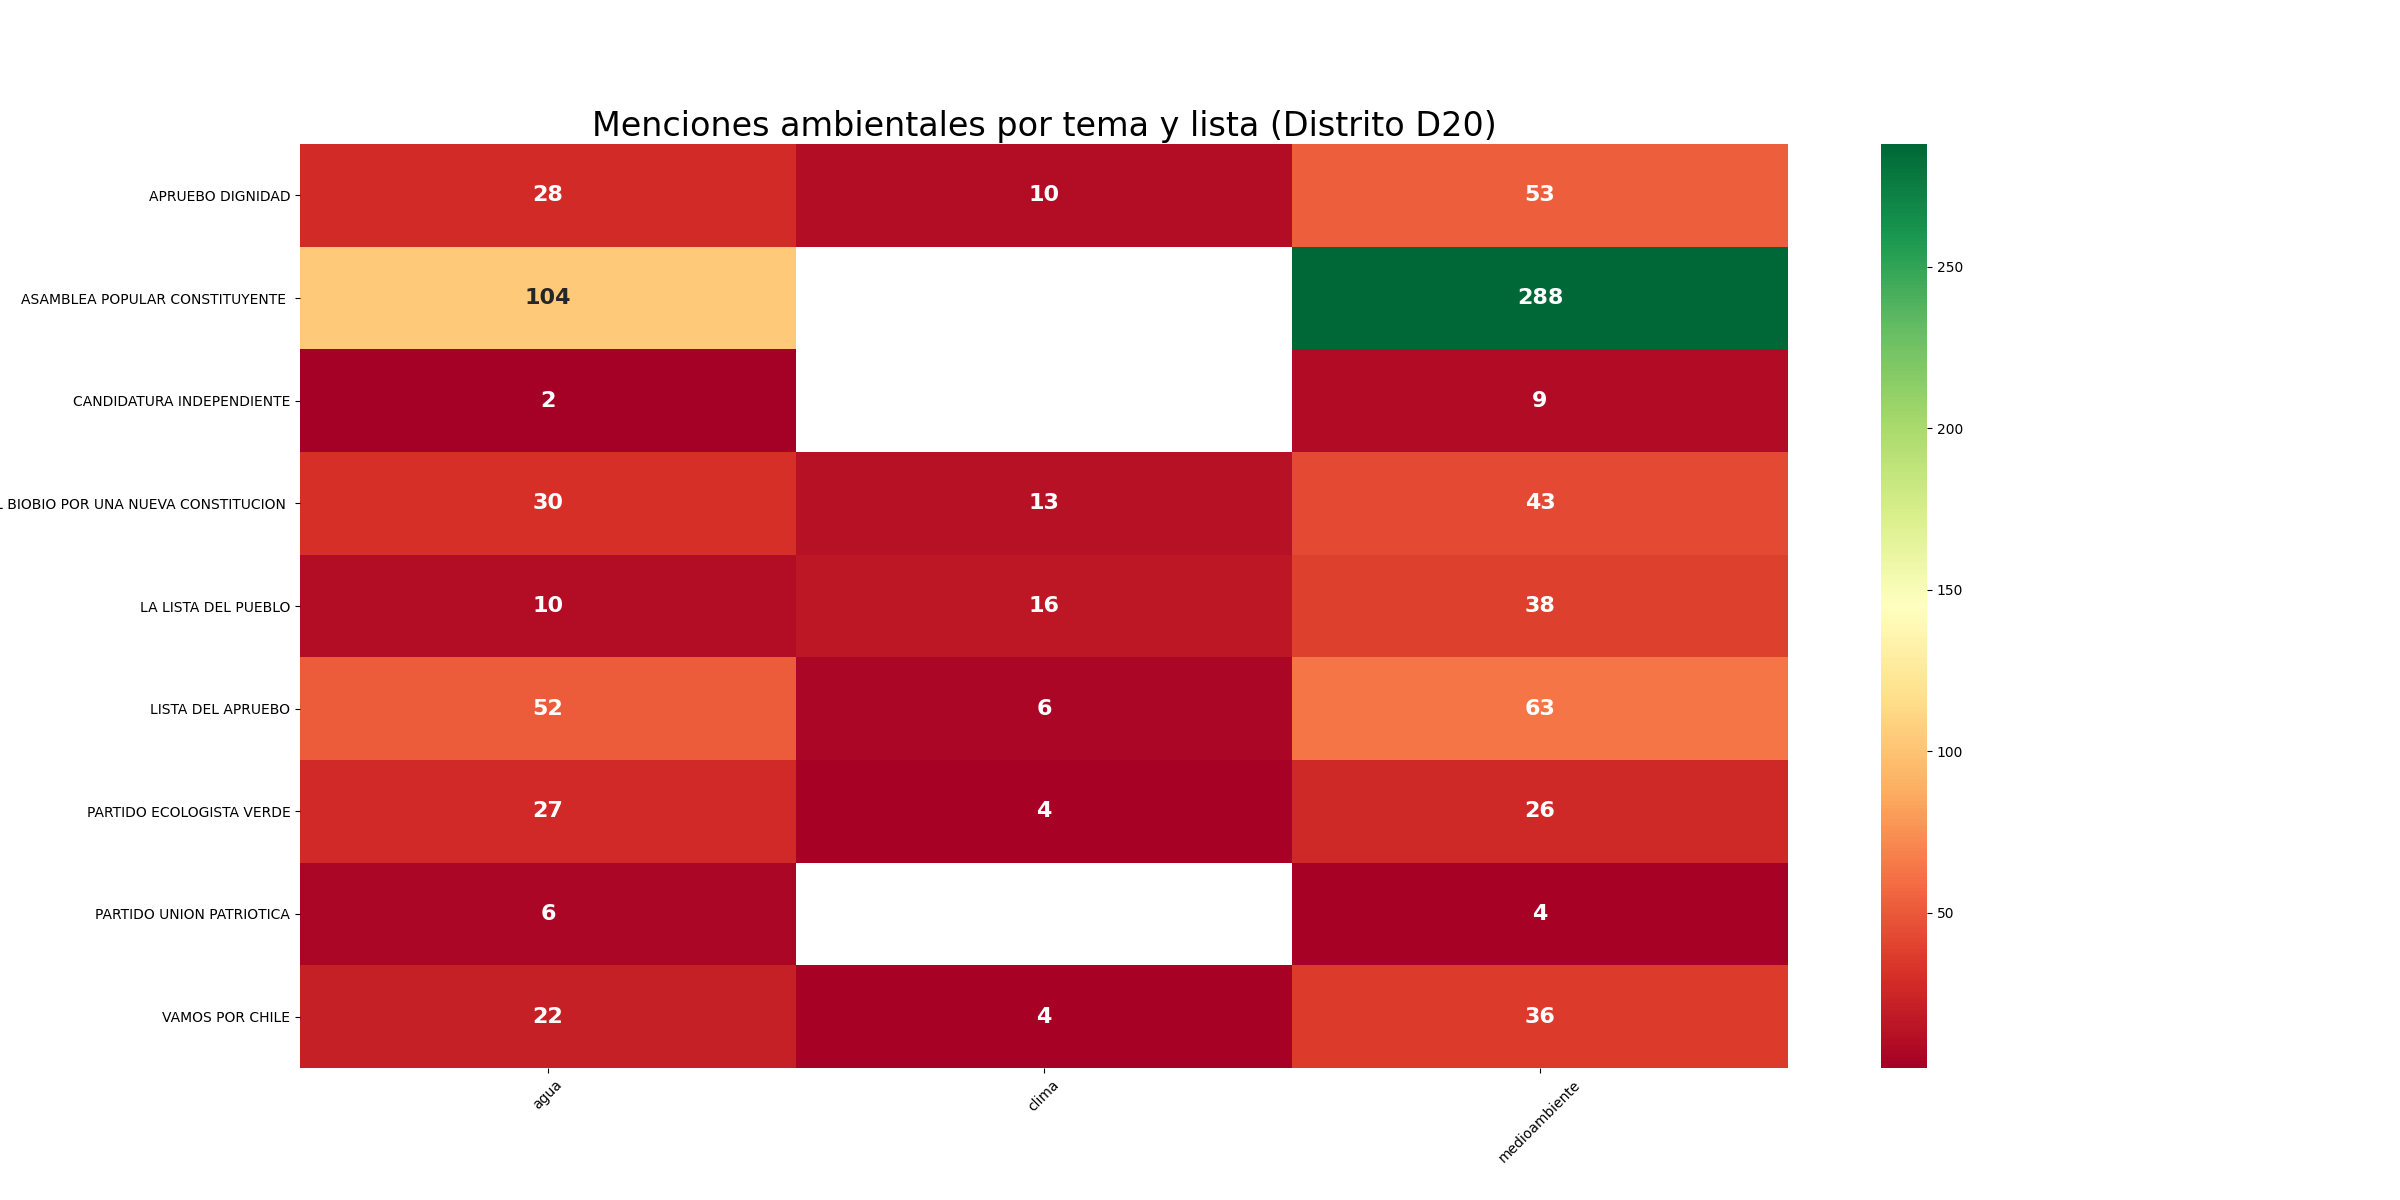 Menciones ambientales por tema y lista (Distrito D20)
APRUEBO DIGNIDAD 28 10 53
ASAMBLEA POPULAR CONSTITUYENTE 104 288
CANDIDATURA INDEPENDIENTE 2 9
BIOBIO POR UNA NUEVA CONSTITUCION 30 13 43
LA LISTA DEL PUEBLO 10 16 38
LISTA DEL APRUEBO 52 6 63
PARTIDO ECOLOGISTA VERDE 27 4 26
PARTIDO UNION PATRIOTICA 6 4
VAMOS POR CHILE 22 4 36
agua clima medioambiente
250
200
150
100
50